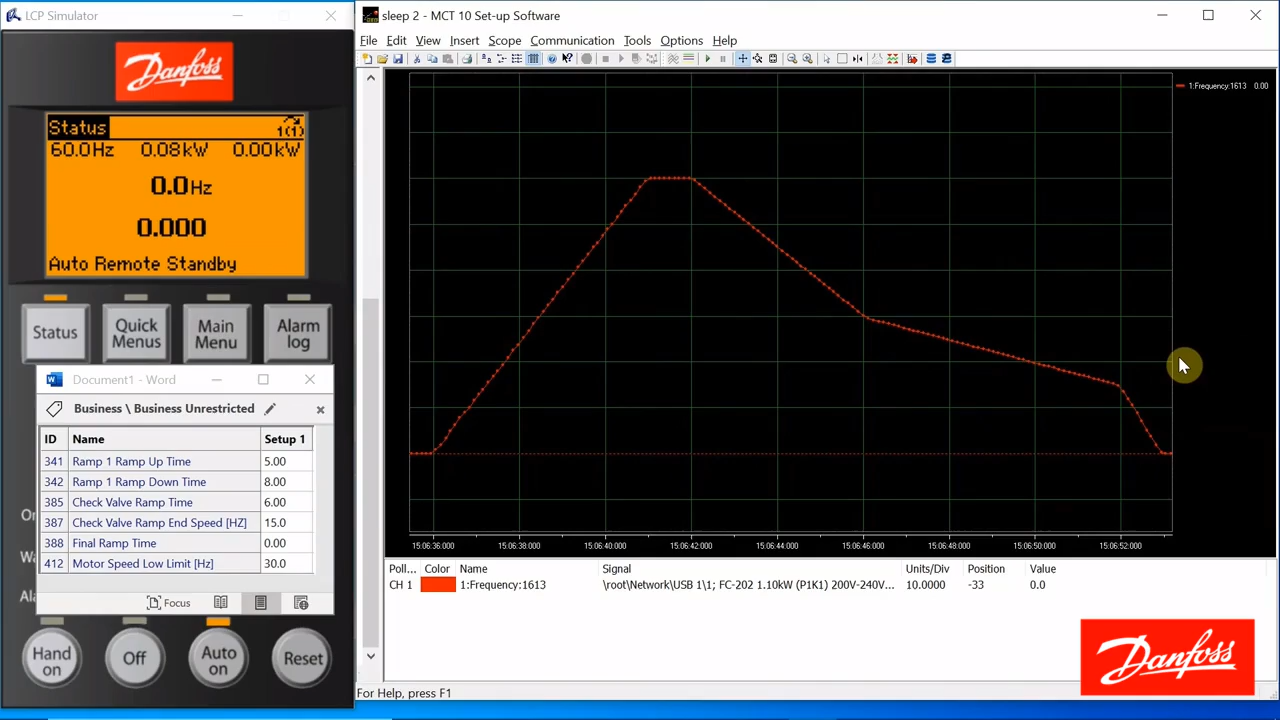 LCP Simulator
Danfoss
Status
1(1)
60.0Hz 0.08kW 0.00kW
0.0Hz
0.000
Auto Remote Standby
Status
Quick Menus
Main Menu
Alarm log
Document1 - Word
Business \ Business Unrestricted
ID Name Setup 1
341 Ramp 1 Ramp Up Time 5.00
342 Ramp 1 Ramp Down Time 8.00
385 Check Valve Ramp Time 6.00
387 Check Valve Ramp End Speed [HZ] 15.0
388 Final Ramp Time 0.00
412 Motor Speed Low Limit [Hz] 30.0
Focus
On
Wa
Ala
Hand on
Off
Auto on
Reset
sleep 2 - MCT 10 Set-up Software
File Edit View Insert Scope Communication Tools Options Help
1:Frequency:1613 0.00
15:06:36:000 15:06:38:000 15:06:40:000 15:06:42:000 15:06:44:000 15:06:46:000 15:06:48:000 15:06:50:000 15:06:52:000
Poll... Color Name Signal Units/Div Position Value
CH 1 1:Frequency:1613 \root\Network\USB 1\1; FC-202 1.10kW (P1K1) 200V-240V... 10.0000 -33 0.0
Danfoss
For Help, press F1